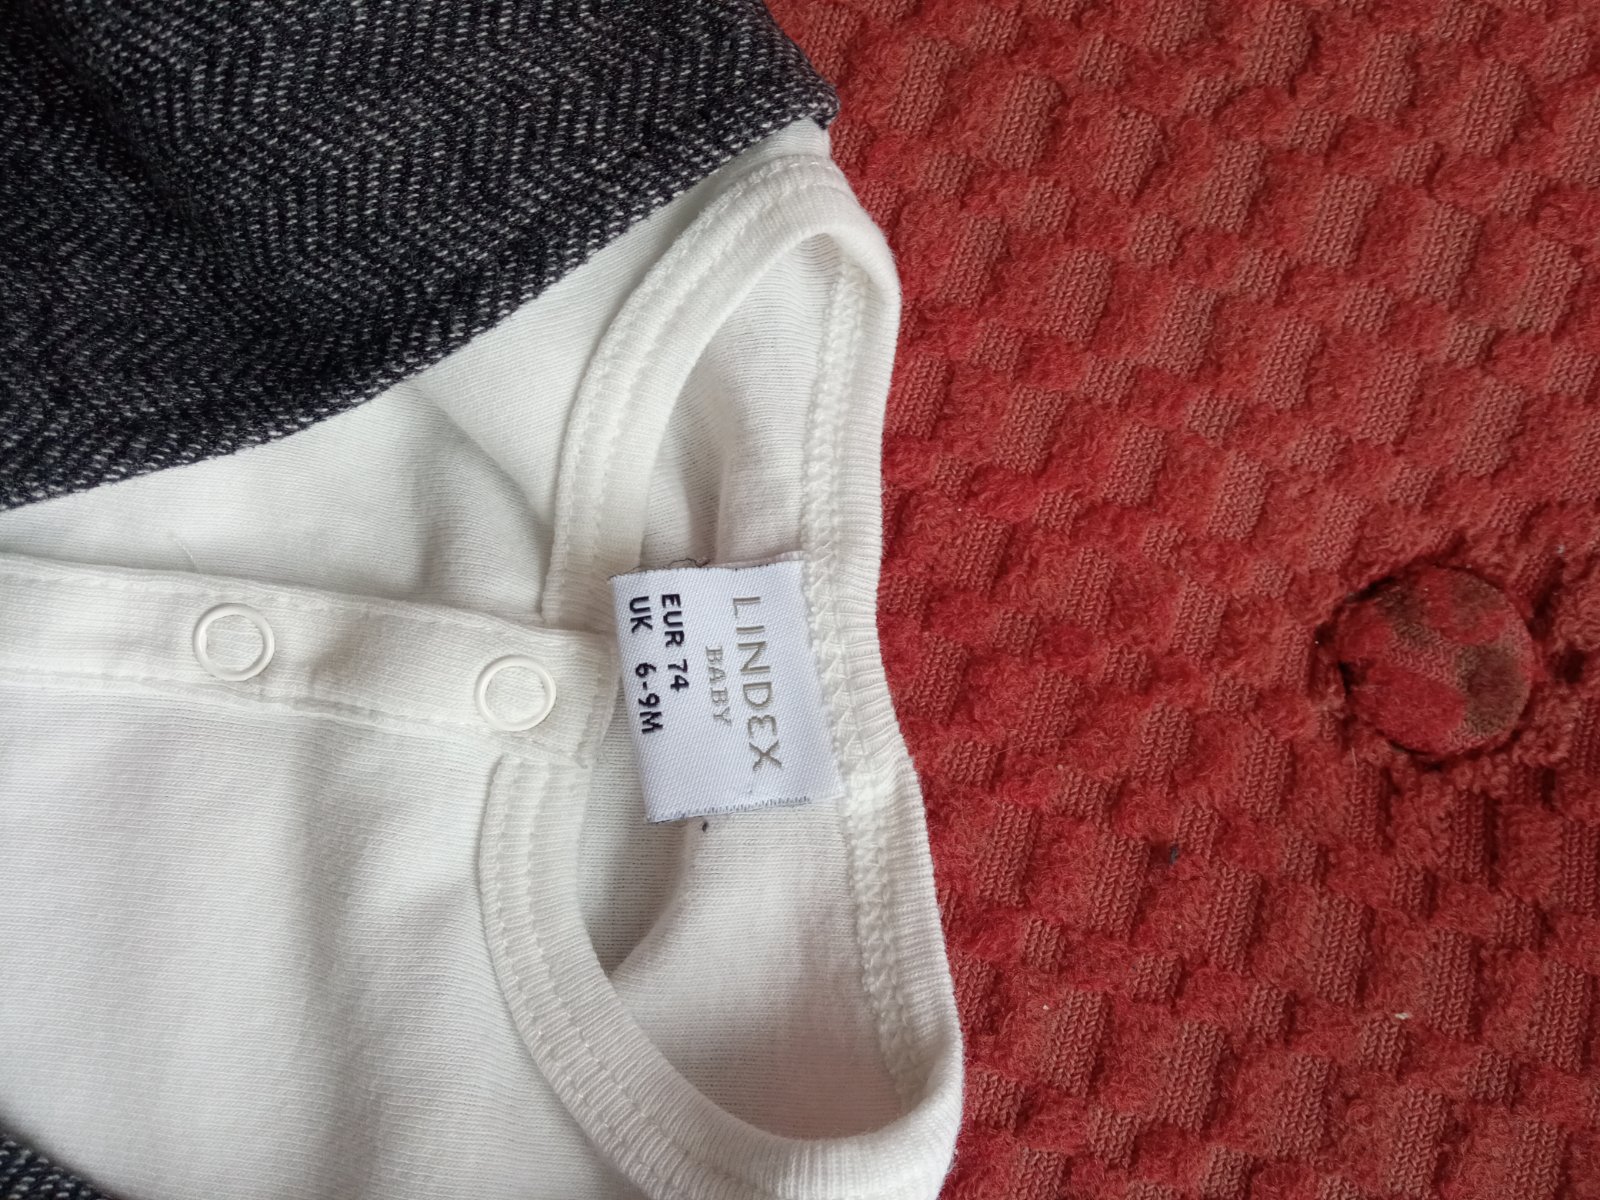 LINDEX
BABY
EUR 74
UK 6-9M